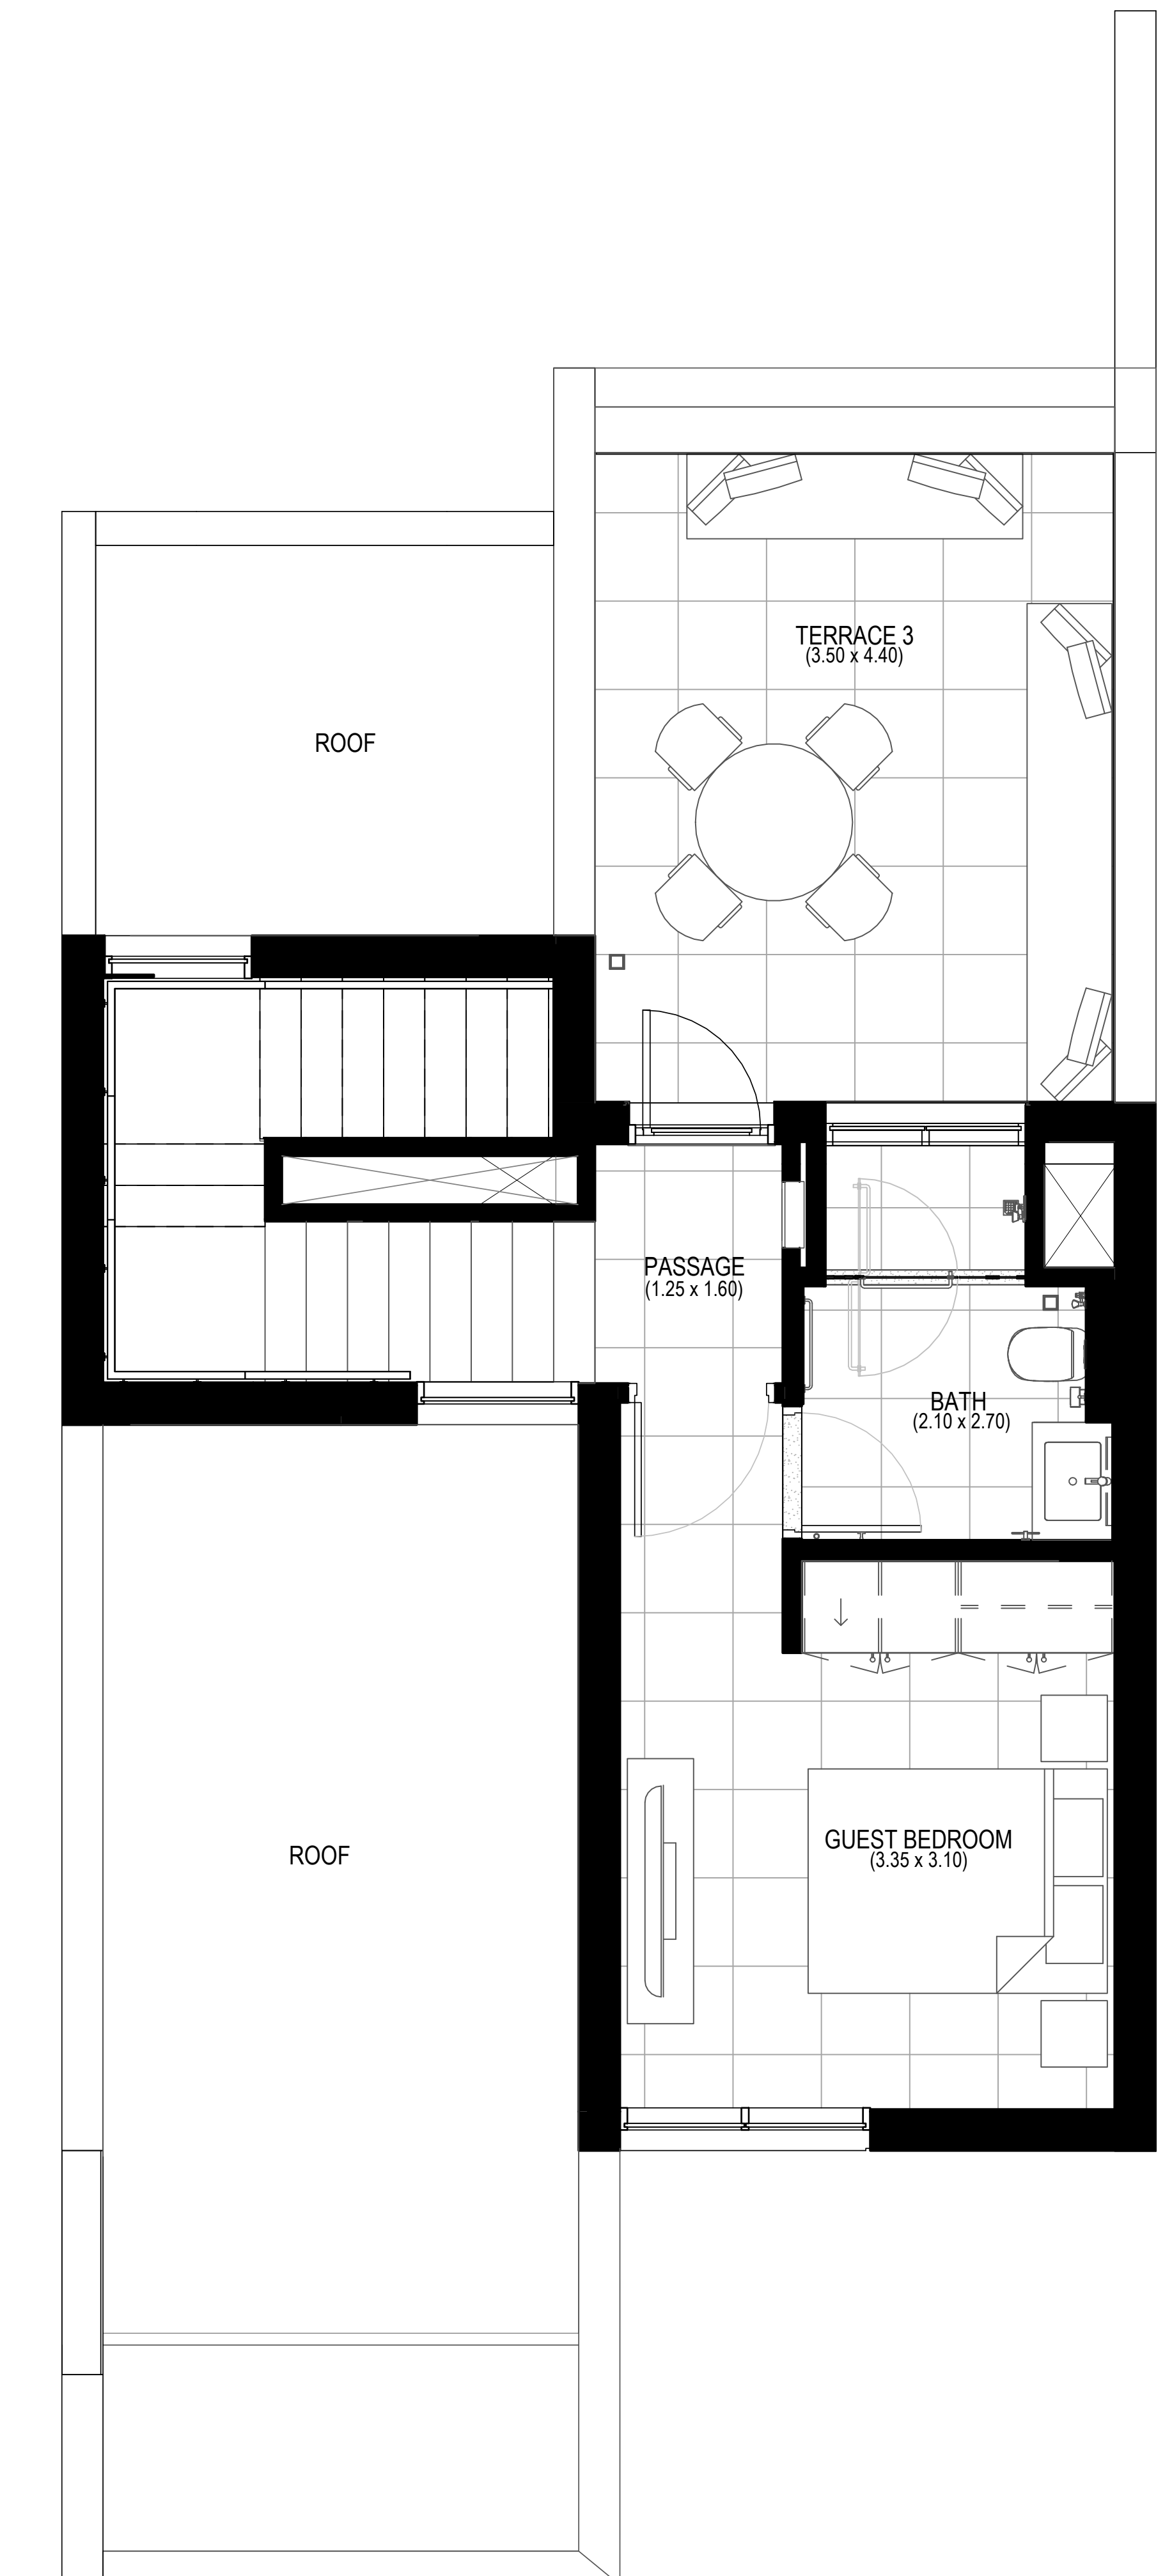 TERRACE 3
(3.50 x 4.40)
ROOF
PASSAGE
(1.25 x 1.60)
BATH
(2.10 x 2.70)
GUEST BEDROOM
(3.35 x 3.10)
ROOF